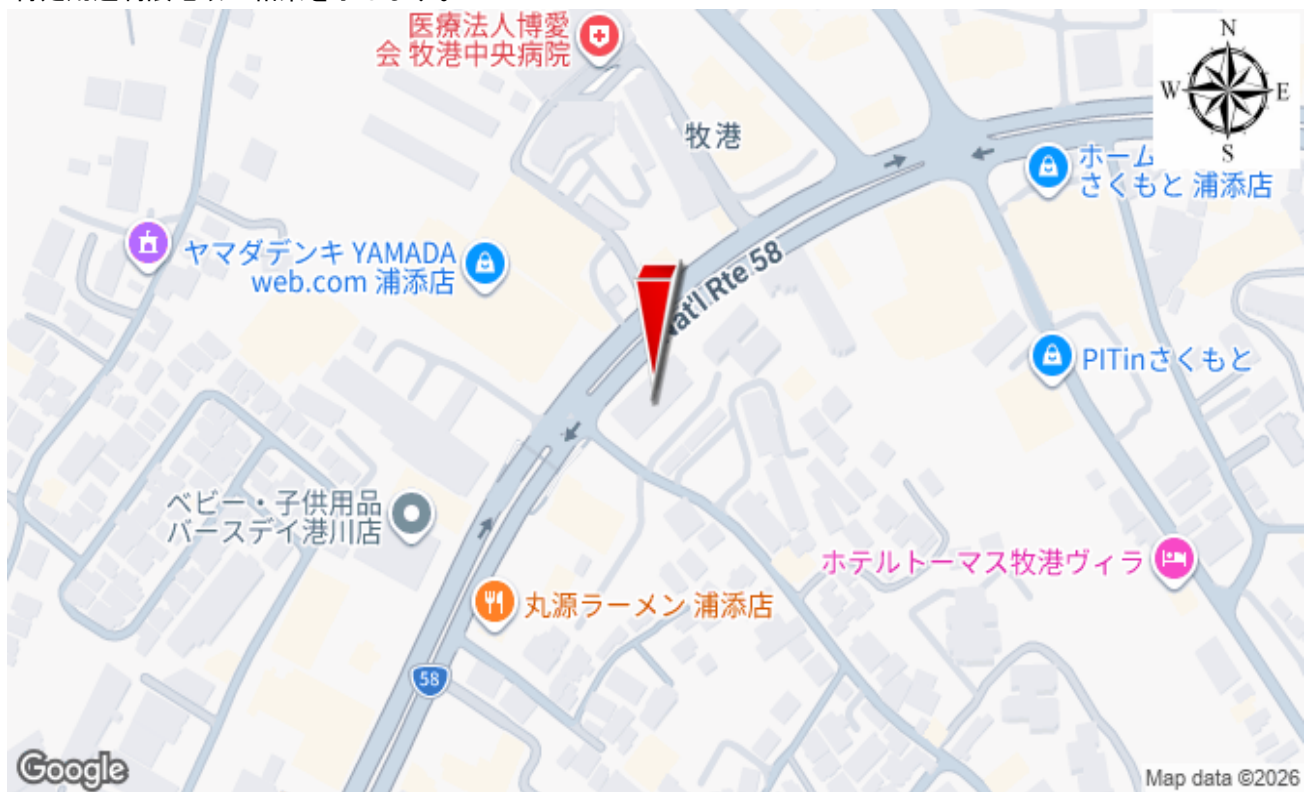 医療法人博愛
会 牧港中央病院
N
W
E
S
牧港
ホーム
さくもと 浦添店
ヤマダデンキ YAMADA
web.com 浦添店
Nat'l Rte 58
PITinさくもと
ベビー・子供用品
バースデイ港川店
ホテルトーマス牧港ヴィラ
丸源ラーメン 浦添店
58
Google
Map data ©2026